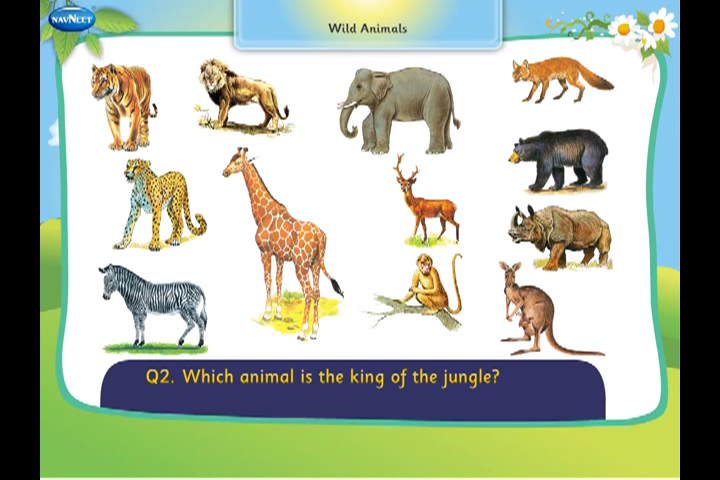 NAVNEET
Wild Animals
Q2. Which animal is the king of the jungle?